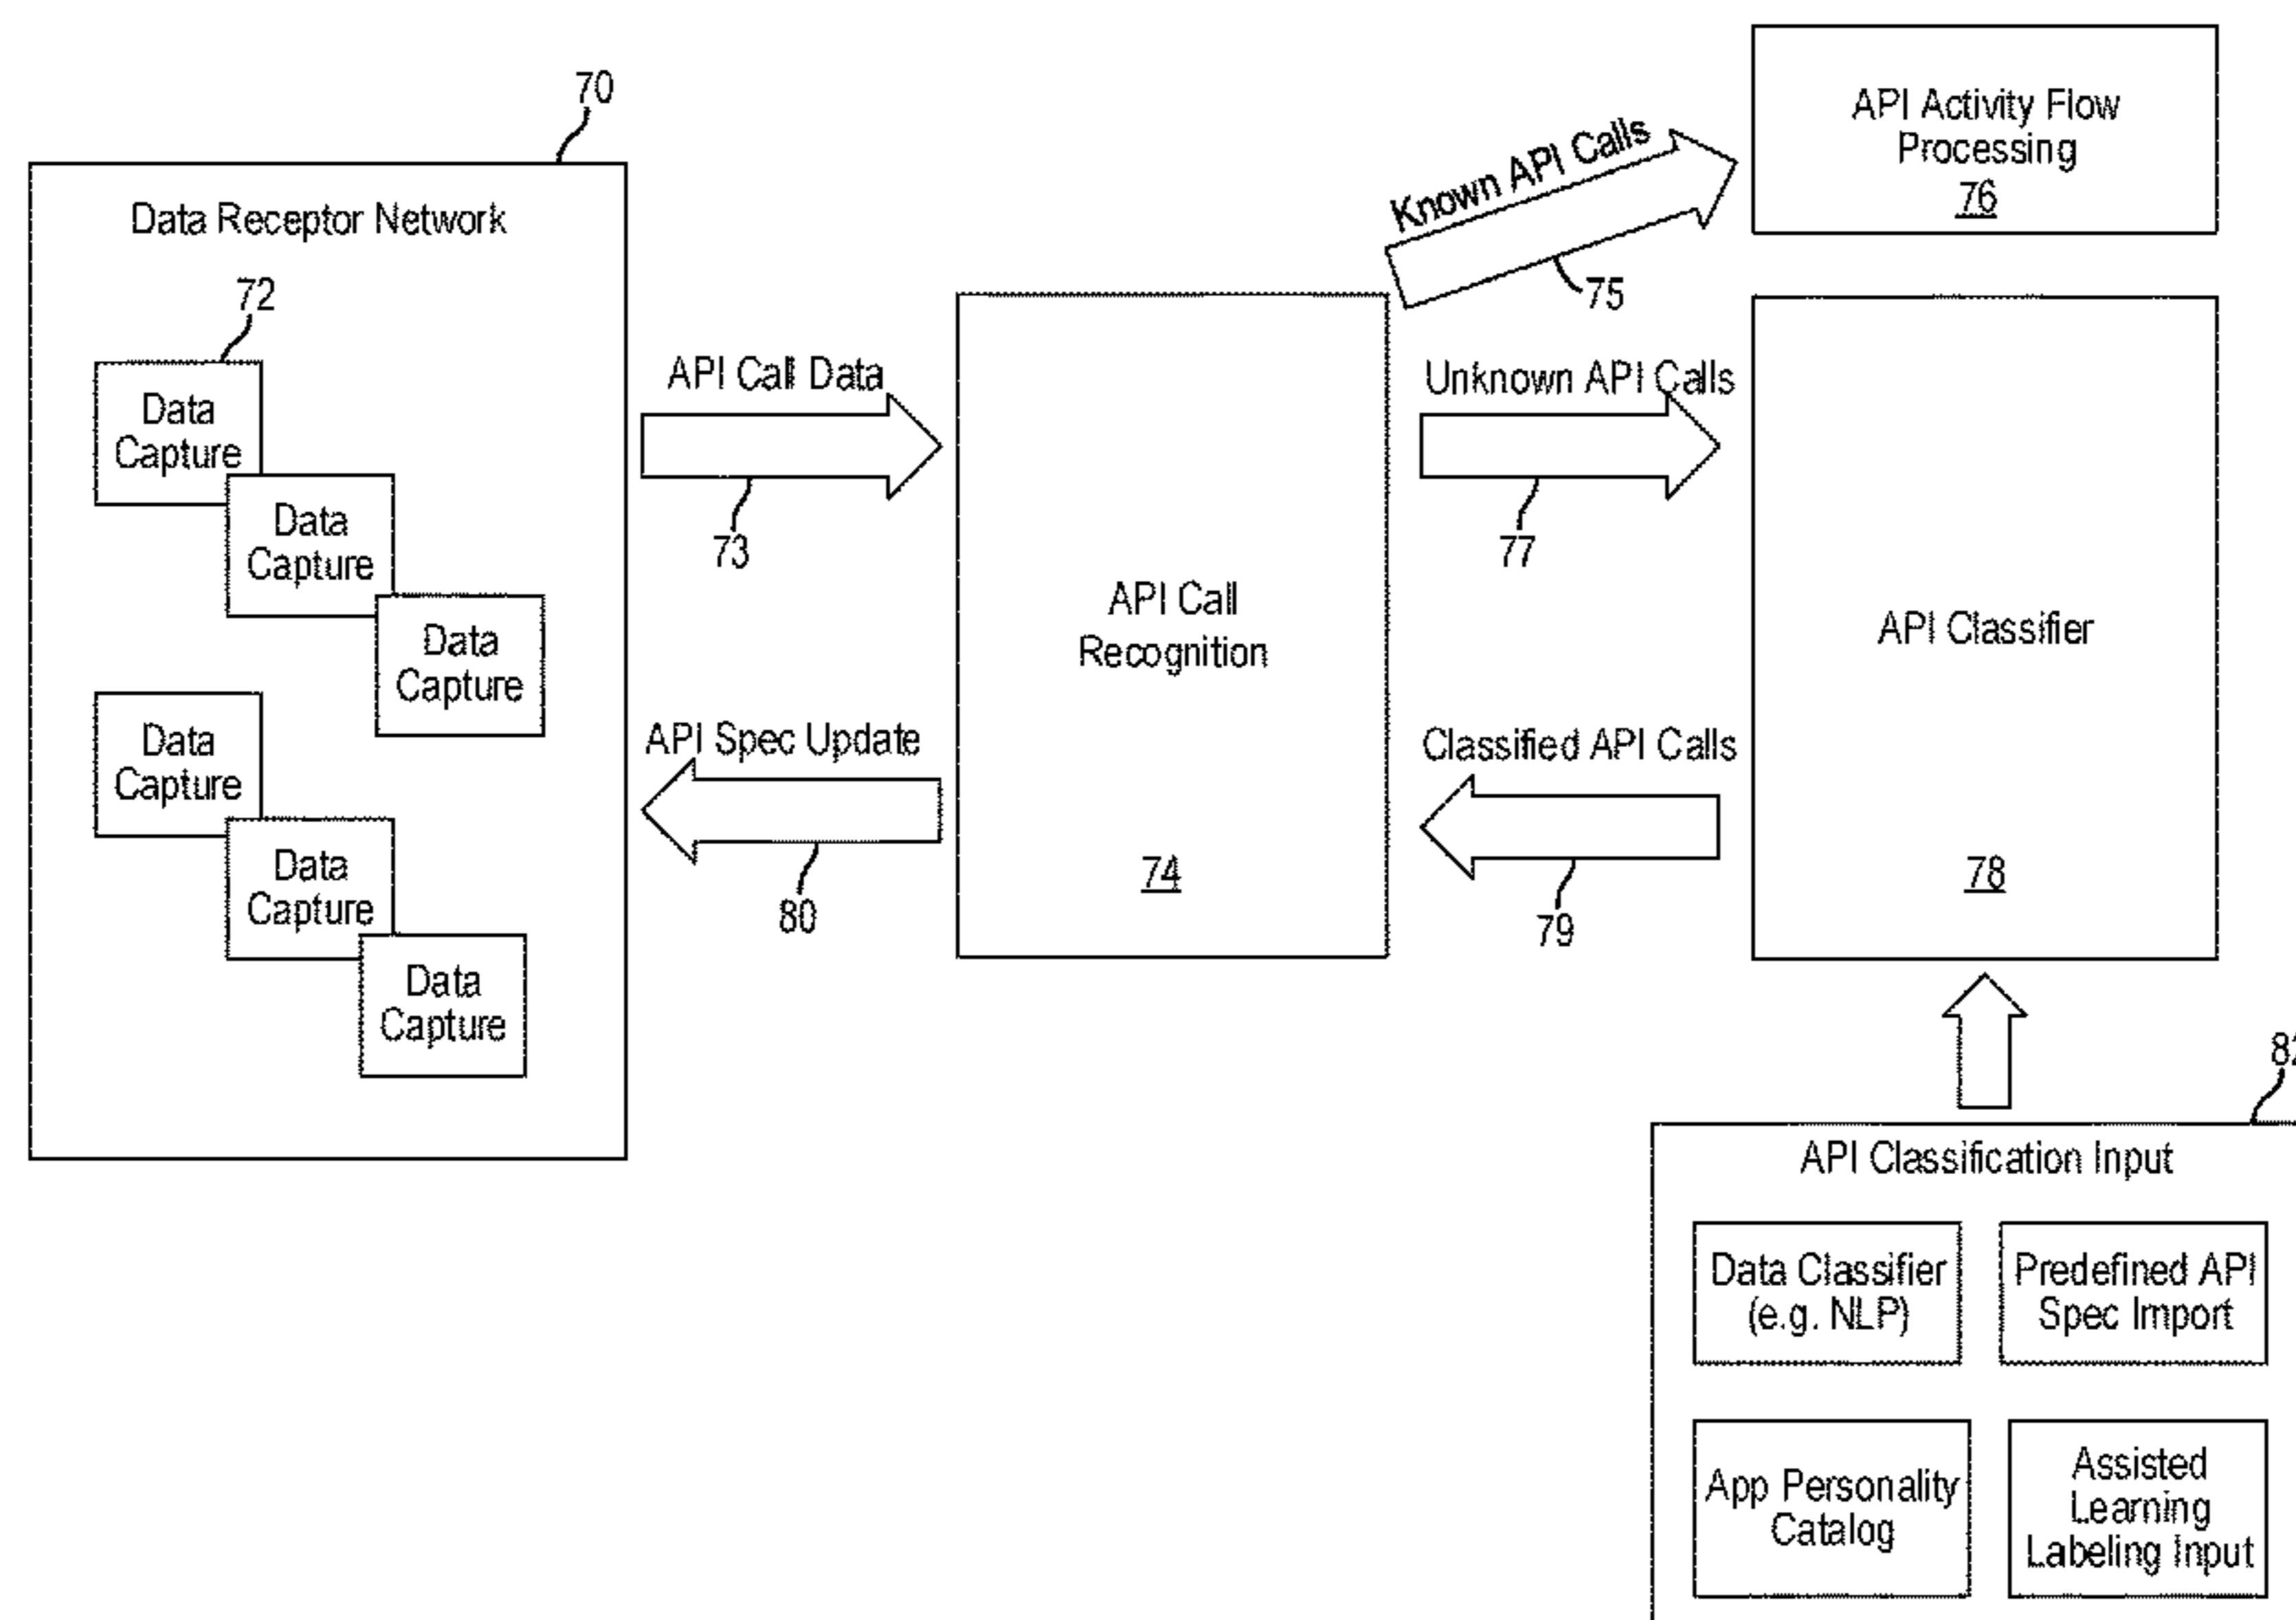 70
Data Receptor Network
72
Data
Capture
Data
Capture
Data
Capture
Data
Capture
Data
Capture
Data
Capture
API Call Data
73
API Spec Update
80
API Call
Recognition
74
Known API Calls
75
Unknown API Calls
77
Classified API Calls
79
API Activity Flow
Processing
76
API Classifier
78
82
API Classification Input
Data Classifier
(e.g. NLP)
Predefined API
Spec Import
App Personality
Catalog
Assisted
Learning
Labeling Input